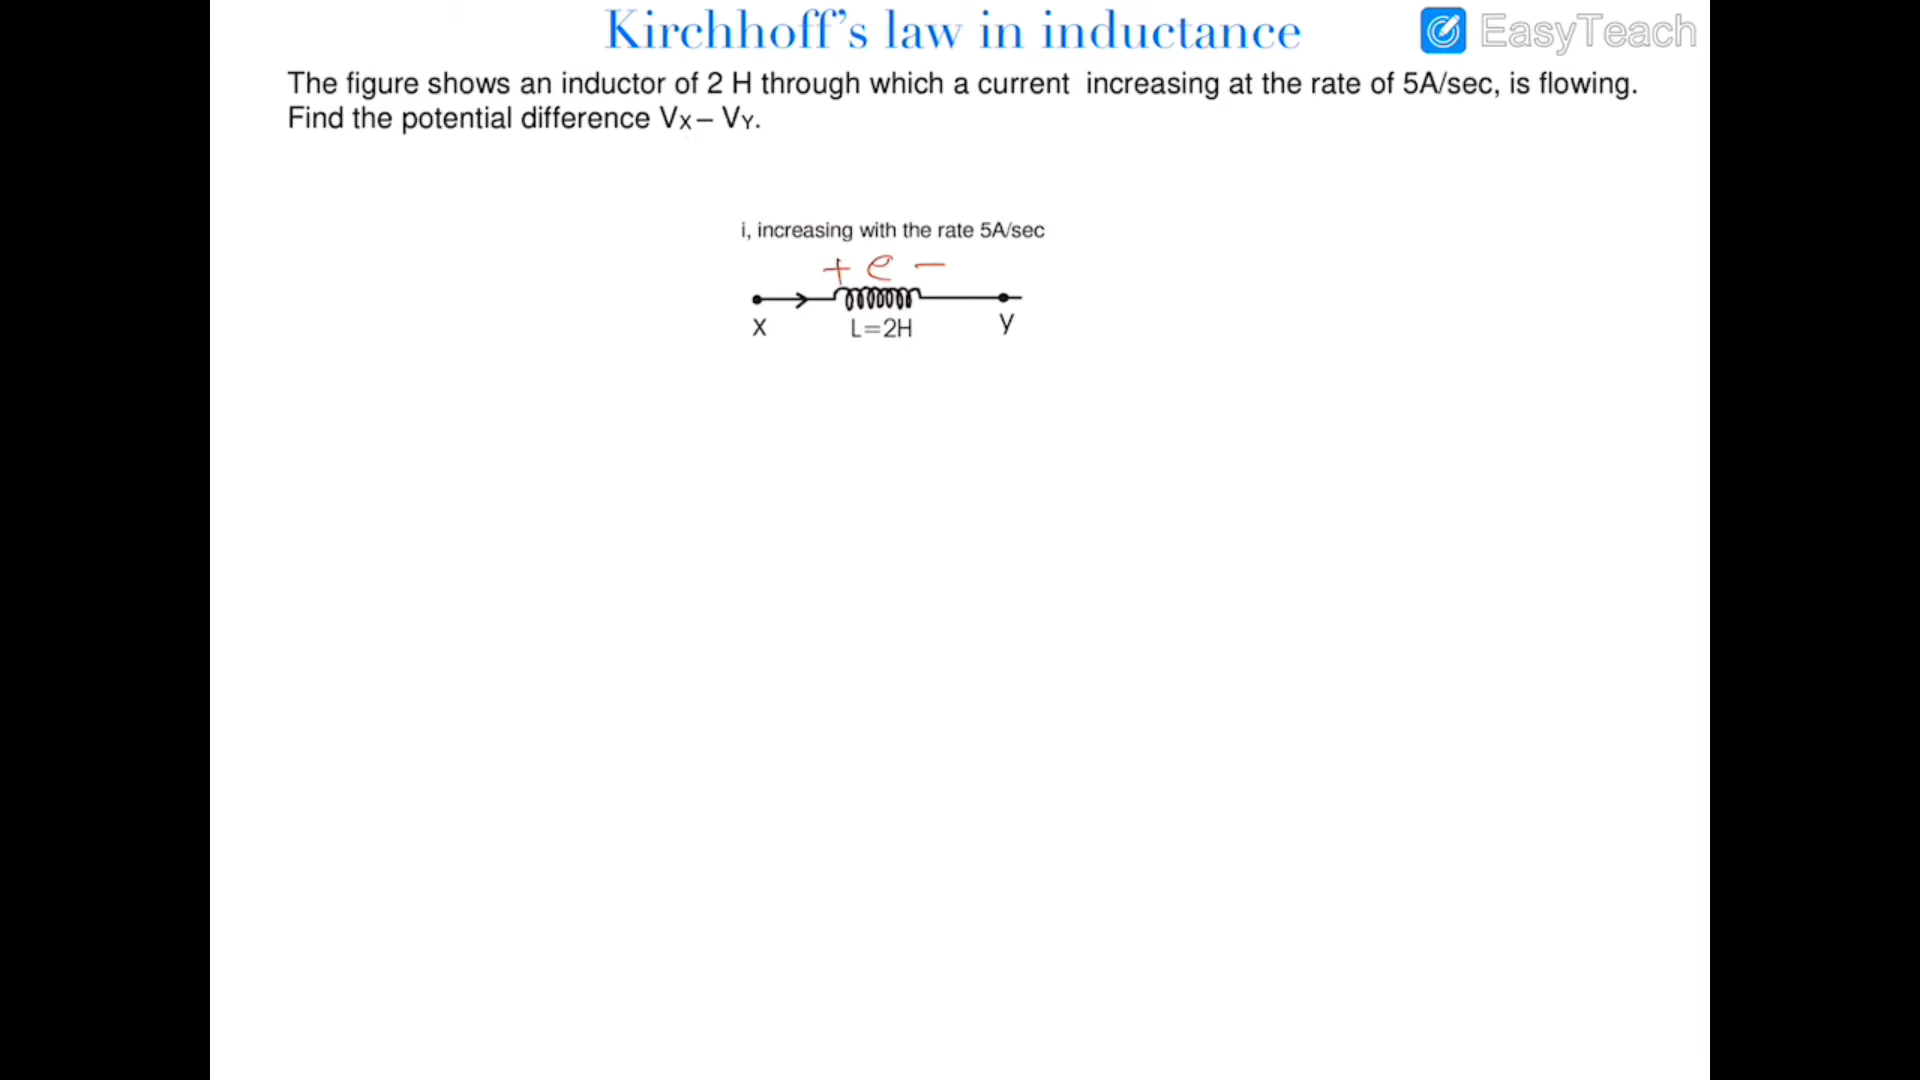 Kirchhoff's law in inductance
EasyTeach
The figure shows an inductor of 2 H through which a current increasing at the rate of 5A/sec, is flowing.
Find the potential difference VX – VY.
i, increasing with the rate 5A/sec
+ e −
X
L=2H
y